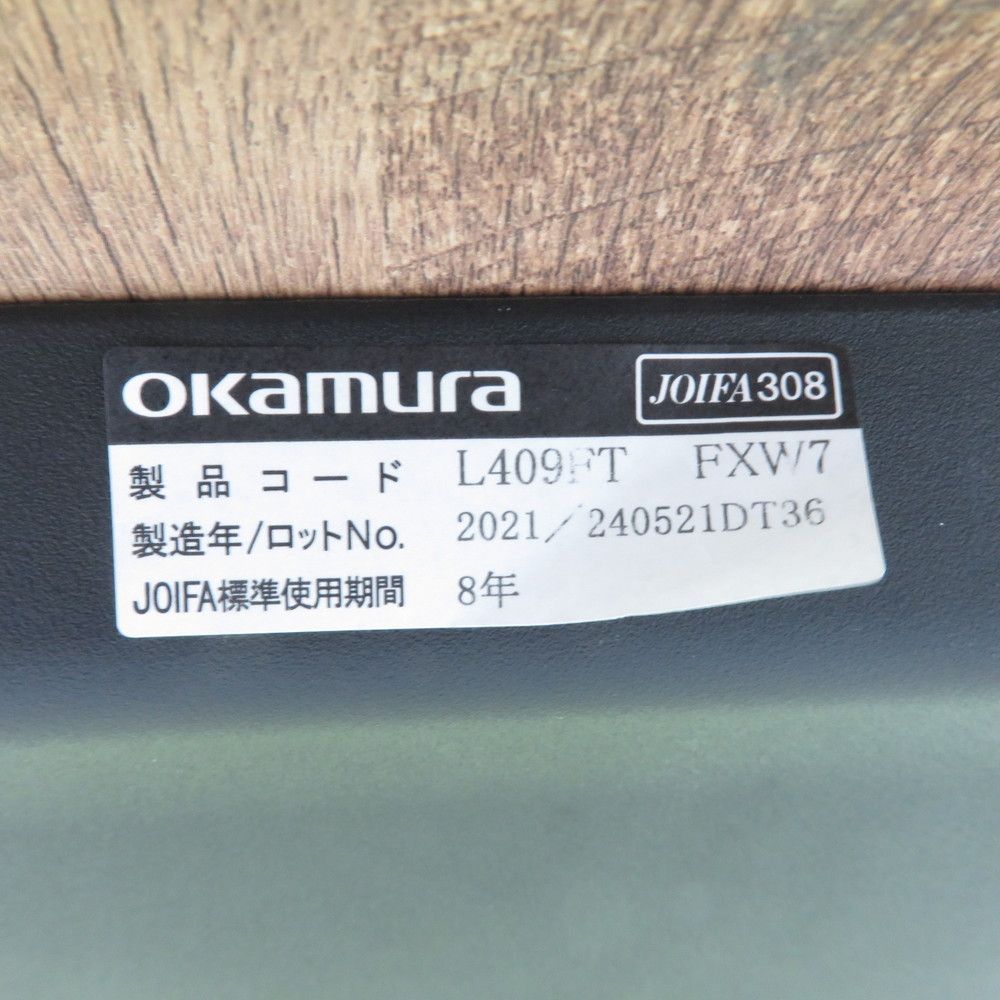 okamura JOIFA308
製品コード L409FT FXW7
製造年/ロットNo. 2021/240521DT36
JOIFA標準使用期間 8年